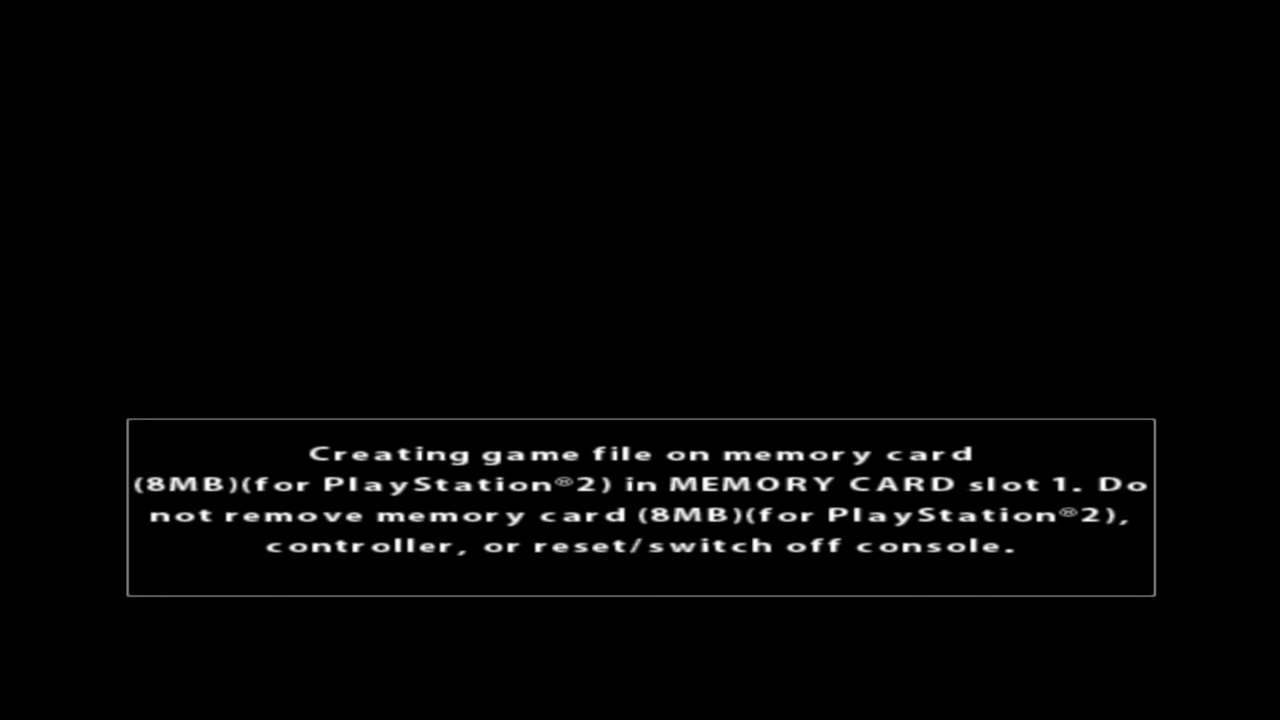 Creating game file on memory card
(8MB)(for PlayStation®2) in MEMORY CARD slot 1. Do
not remove memory card (8MB)(for PlayStation®2),
controller, or reset/switch off console.